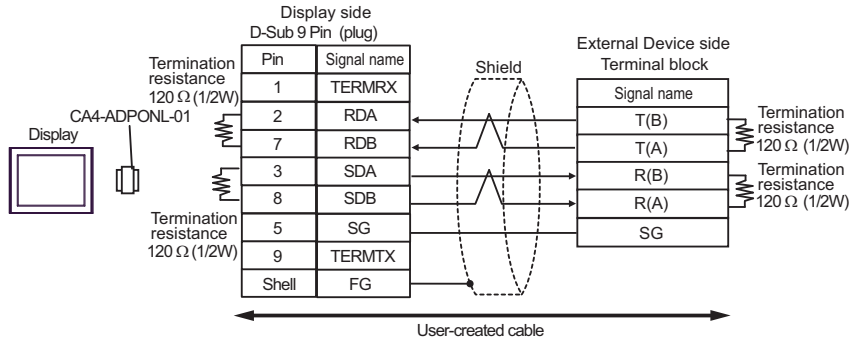 Display side
D-Sub 9 Pin (plug)
External Device side
Terminal block
Termination
resistance
120 Ω (1/2W)
Pin
Signal name
Shield
Signal name
1
TERMRX
CA4-ADPONL-01
2
RDA
T(B)
Termination
resistance
120 Ω (1/2W)
Display
7
RDB
T(A)
3
SDA
R(B)
Termination
resistance
120 Ω (1/2W)
8
SDB
R(A)
Termination
resistance
120 Ω (1/2W)
5
SG
SG
9
TERMTX
Shell
FG
User-created cable